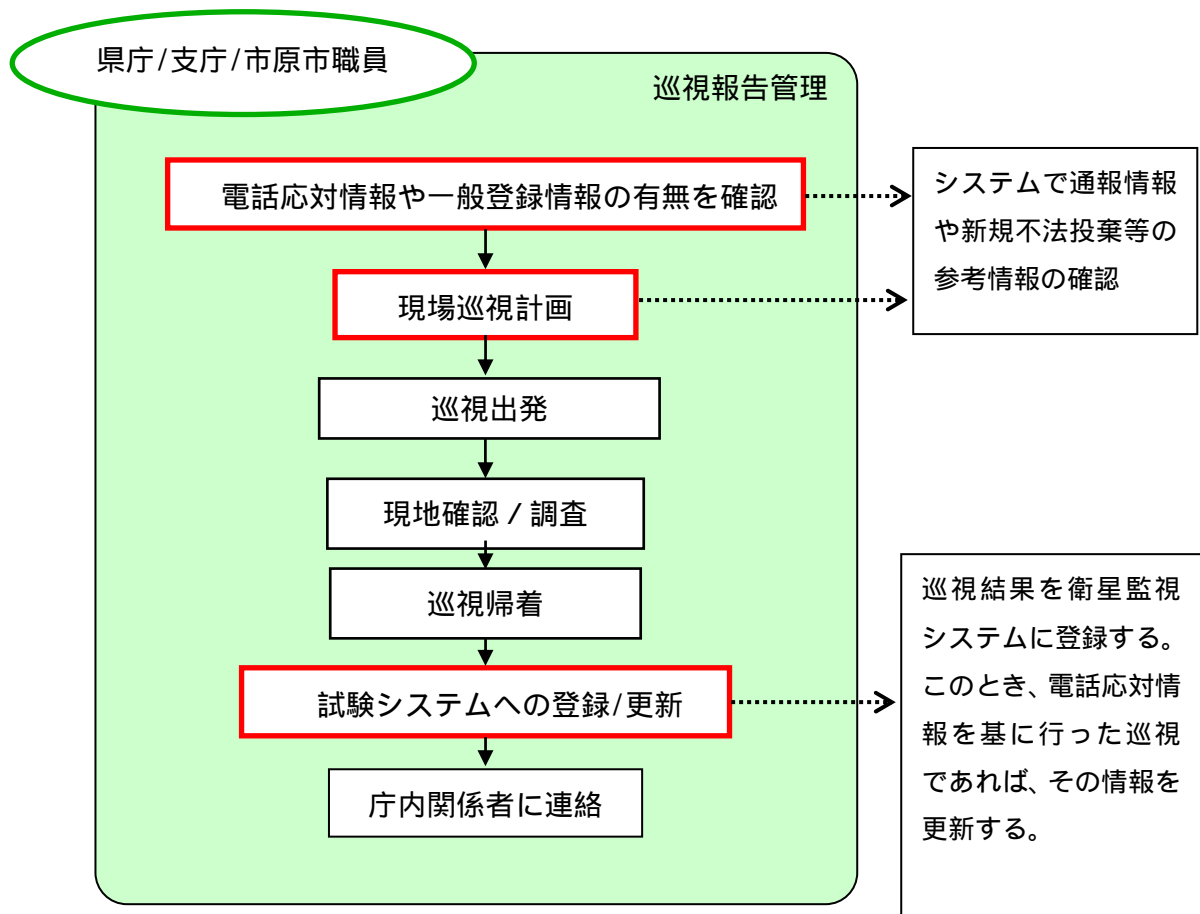 県庁/支庁/市原市職員
巡視報告管理
電話応対情報や一般登録情報の有無を確認
システムで通報情報
や新規不法投棄等の
参考情報の確認
現場巡視計画
巡視出発
現地確認/調査
巡視帰着
試験システムへの登録/更新
巡視結果を衛星監視
システムに登録する。
このとき、電話応対情
報を基に行った巡視
であれば、その情報を
更新する。
庁内関係者に連絡